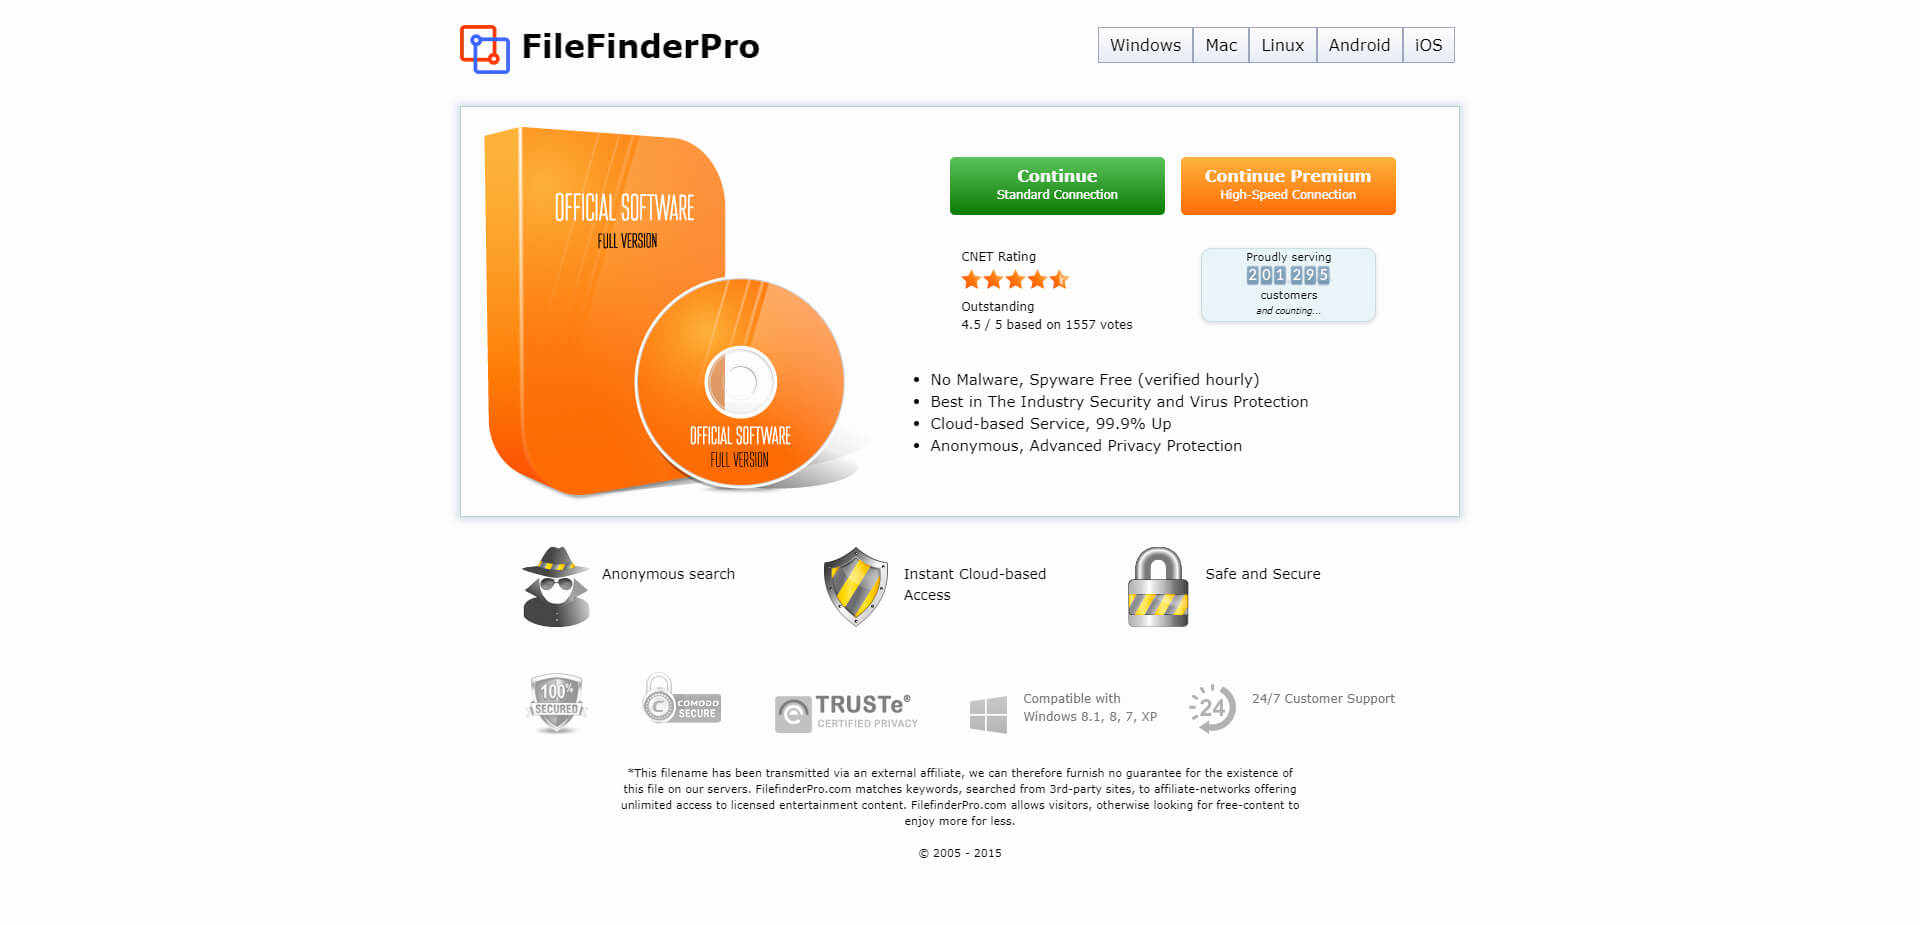 FileFinderPro
Windows
Mac
Linux
Android
iOS
OFFICIAL SOFTWARE
FULL VERSION
OFFICIAL SOFTWARE
FULL VERSION
Continue
Standard Connection
Continue Premium
High-Speed Connection
CNET Rating
Outstanding
4.5 / 5 based on 1557 votes
Proudly serving
201 295
customers
and counting...
No Malware, Spyware Free (verified hourly)
Best in The Industry Security and Virus Protection
Cloud-based Service, 99.9% Up
Anonymous, Advanced Privacy Protection
Anonymous search
Instant Cloud-based
Access
Safe and Secure
100%
SECURED
C
COMODO
SECURE
e
TRUSTe®
CERTIFIED PRIVACY
Compatible with
Windows 8.1, 8, 7, XP
24
24/7 Customer Support
*This filename has been transmitted via an external affiliate, we can therefore furnish no guarantee for the existence of
this file on our servers. FilefinderPro.com matches keywords, searched from 3rd-party sites, to affiliate-networks offering
unlimited access to licensed entertainment content. FilefinderPro.com allows visitors, otherwise looking for free-content to
enjoy more for less.
© 2005 - 2015